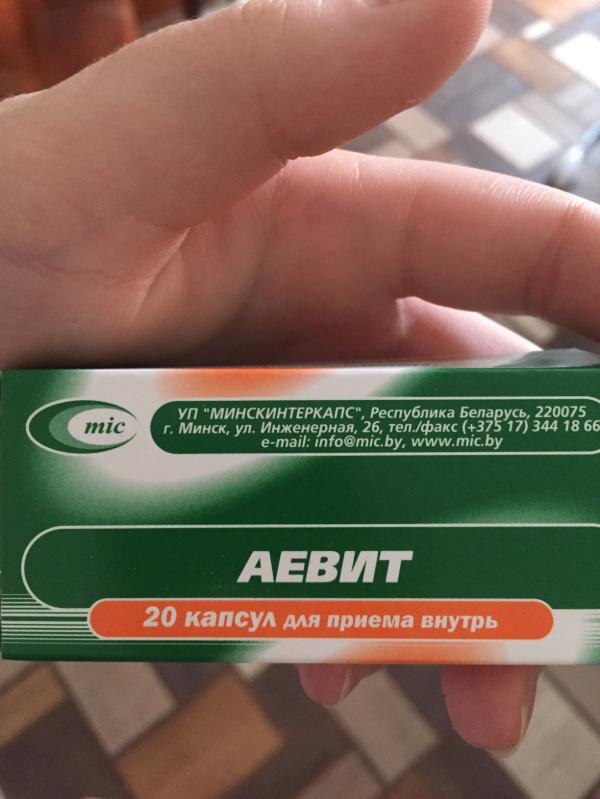 mic
УП "МИНСКИНТЕРКАПС", Республика Беларусь, 220075
г. Минск, ул. Инженерная, 26, тел./факс (+375 17) 344 18 66
e-mail: info@mic.by, www.mic.by
АЕВИТ
20 капсул для приема внутрь